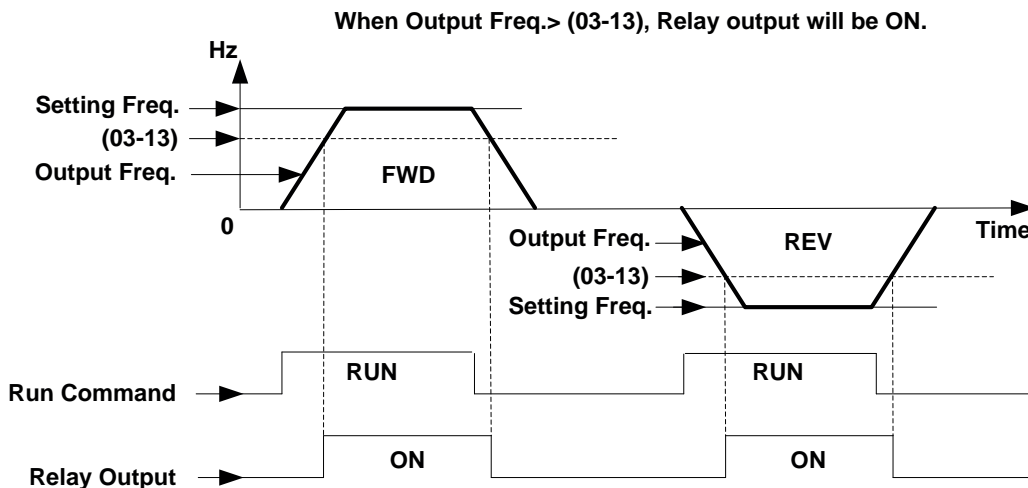 When Output Freq.> (03-13), Relay output will be ON.
Hz
Setting Freq.
(03-13)
Output Freq.
FWD
0
Time
Output Freq.
REV
(03-13)
Setting Freq.
RUN
RUN
Run Command
ON
ON
Relay Output